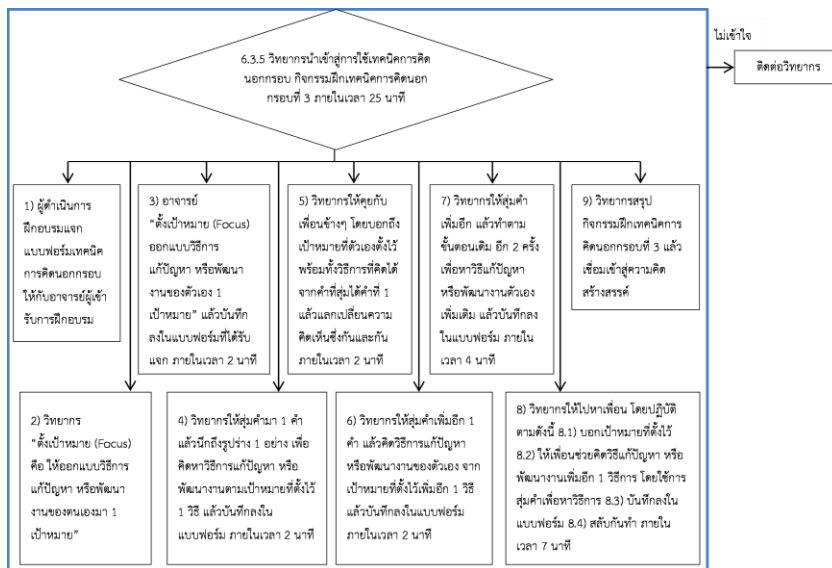 6.3.5 วิทยากรนำเข้าสู่การใช้เทคนิคการคิด
นอกกรอบ กิจกรรมฝึกเทคนิคการคิดนอก
กรอบที่ 3 ภายในเวลา 25 นาที
ไม่เข้าใจ
ติดต่อวิทยากร
1) ผู้ดำเนินการ
ฝึกอบรมแจก
แบบฟอร์มเทคนิค
การคิดนอกกรอบ
ให้กับอาจารย์ผู้เข้า
รับการฝึกอบรม
3) อาจารย์
“ตั้งเป้าหมาย (Focus)
ออกแบบวิธีการ
แก้ปัญหา หรือพัฒนา
งานของตัวเอง 1
เป้าหมาย” แล้วบันทึก
ลงในแบบฟอร์มที่ได้รับ
แจก ภายในเวลา 2 นาที
5) วิทยากรให้คุยกับ
เพื่อนข้างๆ โดยบอกถึง
เป้าหมายที่ตัวเองตั้งไว้
พร้อมทั้งวิธีการที่คิดได้
จากคำที่สุ่มได้คำที่ 1
แล้วแลกเปลี่ยนความ
คิดเห็นซึ่งกันและกัน
ภายในเวลา 2 นาที
7) วิทยากรให้สุ่มคำ
เพิ่มอีก แล้วทำตาม
ขั้นตอนเดิม อีก 2 ครั้ง
เพื่อหาวิธีแก้ปัญหา
หรือพัฒนางานตัวเอง
เพิ่มเติม แล้วบันทึกลง
ในแบบฟอร์ม ภายใน
เวลา 4 นาที
9) วิทยากรสรุป
กิจกรรมฝึกเทคนิคการ
คิดนอกกรอบที่ 3 แล้ว
เชื่อมเข้าสู่ความคิด
สร้างสรรค์
2) วิทยากร
“ตั้งเป้าหมาย (Focus)
คือ ให้ออกแบบวิธีการ
แก้ปัญหา หรือพัฒนา
งานของตนเองมา 1
เป้าหมาย”
4) วิทยากรให้สุ่มคำมา 1 คำ
แล้วนึกถึงรูปร่าง 1 อย่าง เพื่อ
คิดหาวิธีการแก้ปัญหา หรือ
พัฒนางานตามเป้าหมายที่ตั้งไว้
1 วิธี แล้วบันทึกลงใน
แบบฟอร์ม ภายในเวลา 2 นาที
6) วิทยากรให้สุ่มคำเพิ่มอีก 1
คำ แล้วคิดวิธีการแก้ปัญหา
หรือพัฒนางานของตัวเอง จาก
เป้าหมายที่ตั้งไว้เพิ่มอีก 1 วิธี
แล้วบันทึกลงในแบบฟอร์ม
ภายในเวลา 2 นาที
8) วิทยากรให้ไปหาเพื่อน โดยปฏิบัติ
ตามดังนี้ 8.1) บอกเป้าหมายที่ตั้งไว้
8.2) ให้เพื่อนช่วยคิดวิธีแก้ปัญหา หรือ
พัฒนางานเพิ่มอีก 1 วิธีการ โดยใช้การ
สุ่มคำเพื่อหาวิธีการ 8.3) บันทึกลงใน
แบบฟอร์ม 8.4) สลับกันทำ ภายใน
เวลา 7 นาที